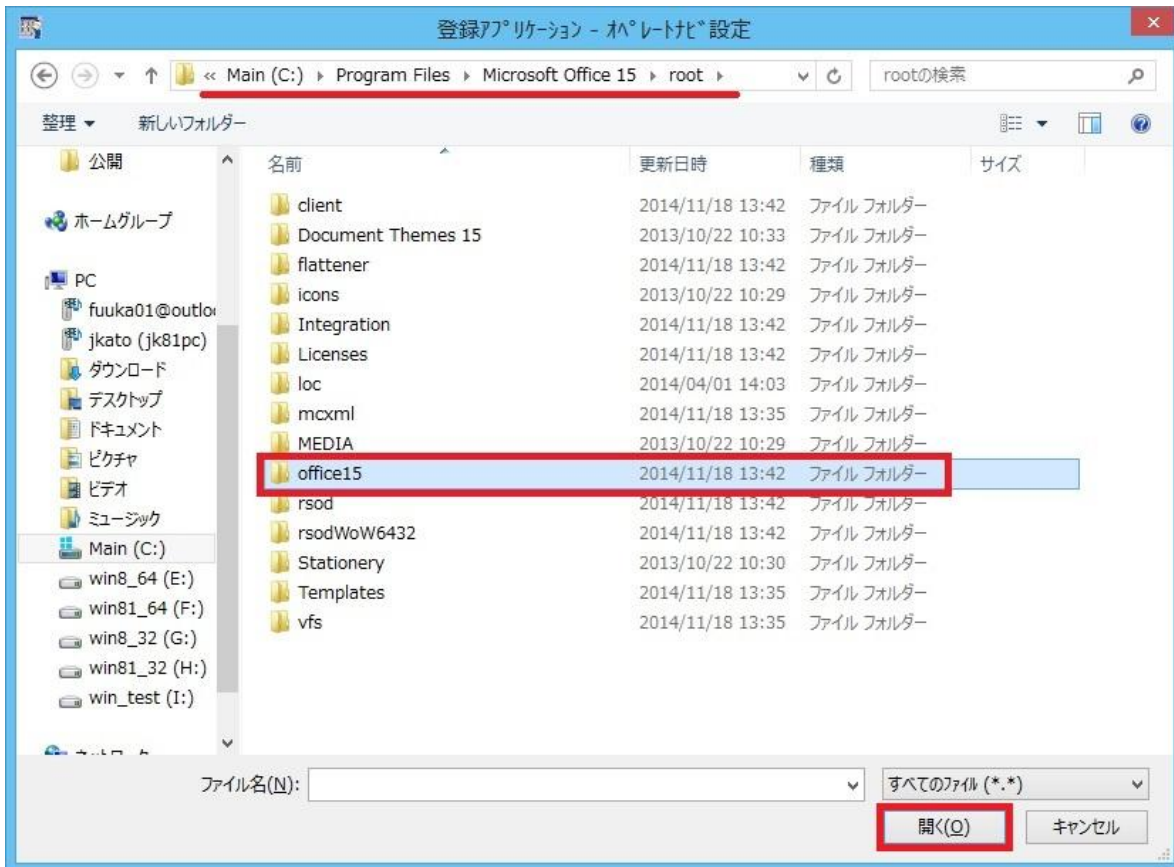 登録ｱﾌﾟﾘｹｰｼｮﾝ - ｵﾍﾟﾚｰﾄﾅﾋﾞ設定
« Main (C:) ▸ Program Files ▸ Microsoft Office 15 ▸ root ▸
rootの検索
整理 ▾ 新しいフォルダー
名前 更新日時 種類 サイズ
公開
ホームグループ
PC
fuuka01@outlo
jkato (jk81pc)
ダウンロード
デスクトップ
ドキュメント
ピクチャ
ビデオ
ミュージック
Main (C:)
win8_64 (E:)
win81_64 (F:)
win8_32 (G:)
win81_32 (H:)
win_test (I:)
client 2014/11/18 13:42 ファイル フォルダー
Document Themes 15 2013/10/22 10:33 ファイル フォルダー
flattener 2014/11/18 13:42 ファイル フォルダー
icons 2013/10/22 10:29 ファイル フォルダー
Integration 2014/11/18 13:42 ファイル フォルダー
Licenses 2014/11/18 13:42 ファイル フォルダー
loc 2014/04/01 14:03 ファイル フォルダー
mcxml 2014/11/18 13:35 ファイル フォルダー
MEDIA 2013/10/22 10:29 ファイル フォルダー
office15 2014/11/18 13:42 ファイル フォルダー
rsod 2014/11/18 13:42 ファイル フォルダー
rsodWoW6432 2014/11/18 13:42 ファイル フォルダー
Stationery 2013/10/22 10:30 ファイル フォルダー
Templates 2014/11/18 13:35 ファイル フォルダー
vfs 2014/11/18 13:35 ファイル フォルダー
ファイル名(N):
すべてのﾌｧｲﾙ (*.*)
開く(O) キャンセル